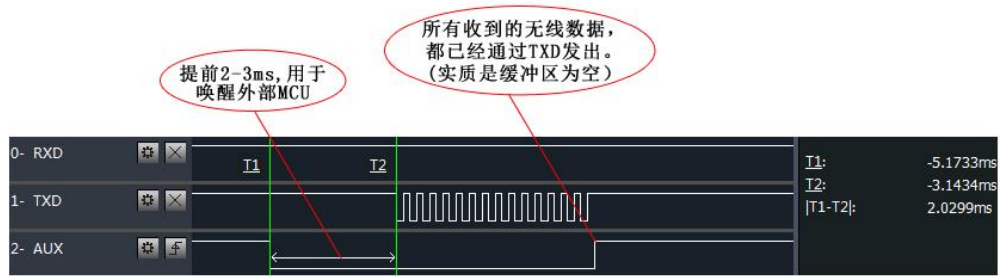 所有收到的无线数据，
都已经通过TXD发出。
(实质是缓冲区为空)
提前2-3ms,用于
唤醒外部MCU
0- RXD
T1
T2
1- TXD
2- AUX
T1: -5.1733ms
T2: -3.1434ms
|T1-T2|: 2.0299ms